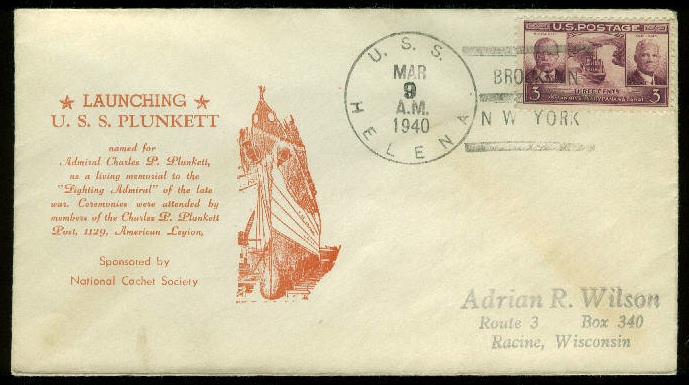 ★ LAUNCHING ★
U. S. S. PLUNKETT
named for
Admiral Charles P. Plunkett,
as a living memorial to the
"Fighting Admiral" of the late
war. Ceremonies were attended by
members of the Charles P. Plunkett
Post, 1129, American Legion,
Sponsored by
National Cachet Society
U. S. S.
HELENA
MAR
9
A.M.
1940
BROOKLYN
N W YORK
U.S. POSTAGE
3 THREE CENTS 3
Adrian R. Wilson
Route 3 Box 340
Racine, Wisconsin